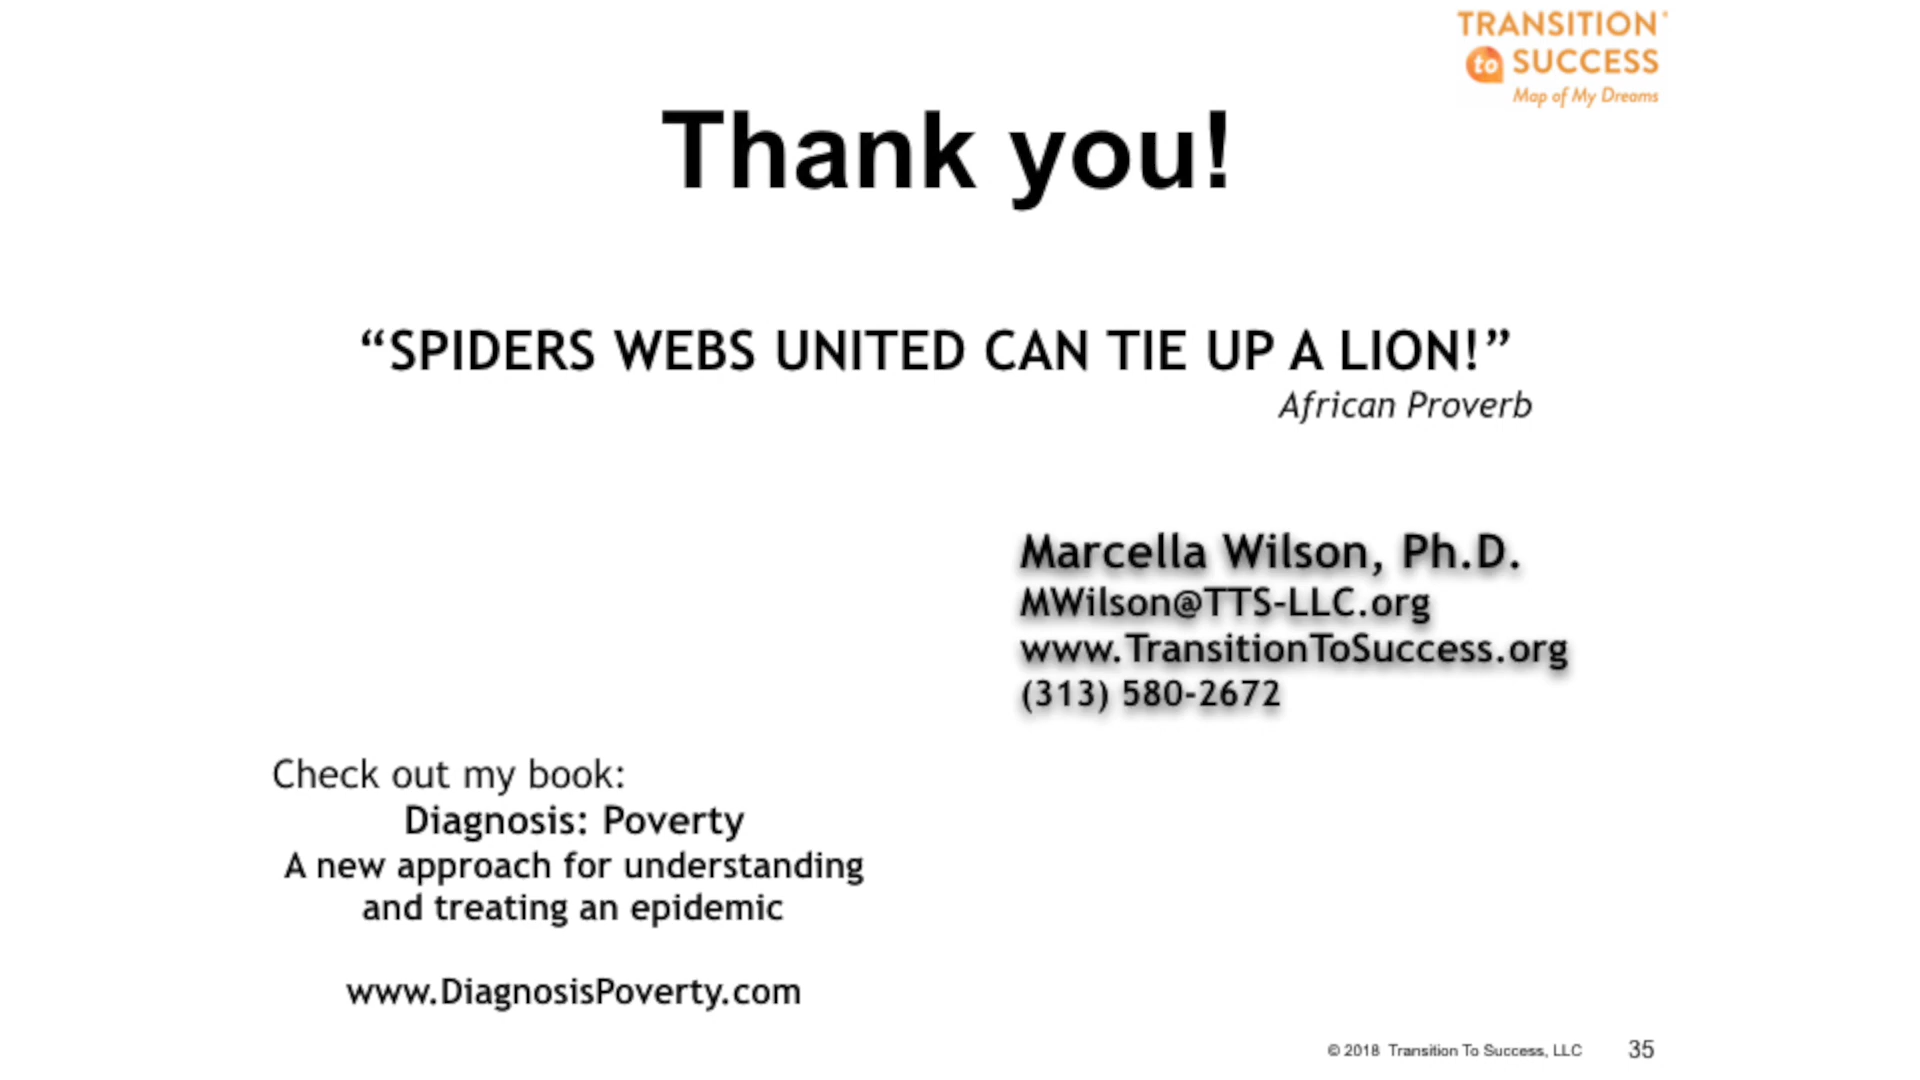 TRANSITION
to SUCCESS
Map of My Dreams
Thank you!
“SPIDERS WEBS UNITED CAN TIE UP A LION!”
African Proverb
Marcella Wilson, Ph.D.
MWilson@TTS-LLC.org
www.TransitionToSuccess.org
(313) 580-2672
Check out my book:
Diagnosis: Poverty
A new approach for understanding
and treating an epidemic
www.DiagnosisPoverty.com
© 2018 Transition To Success, LLC 35